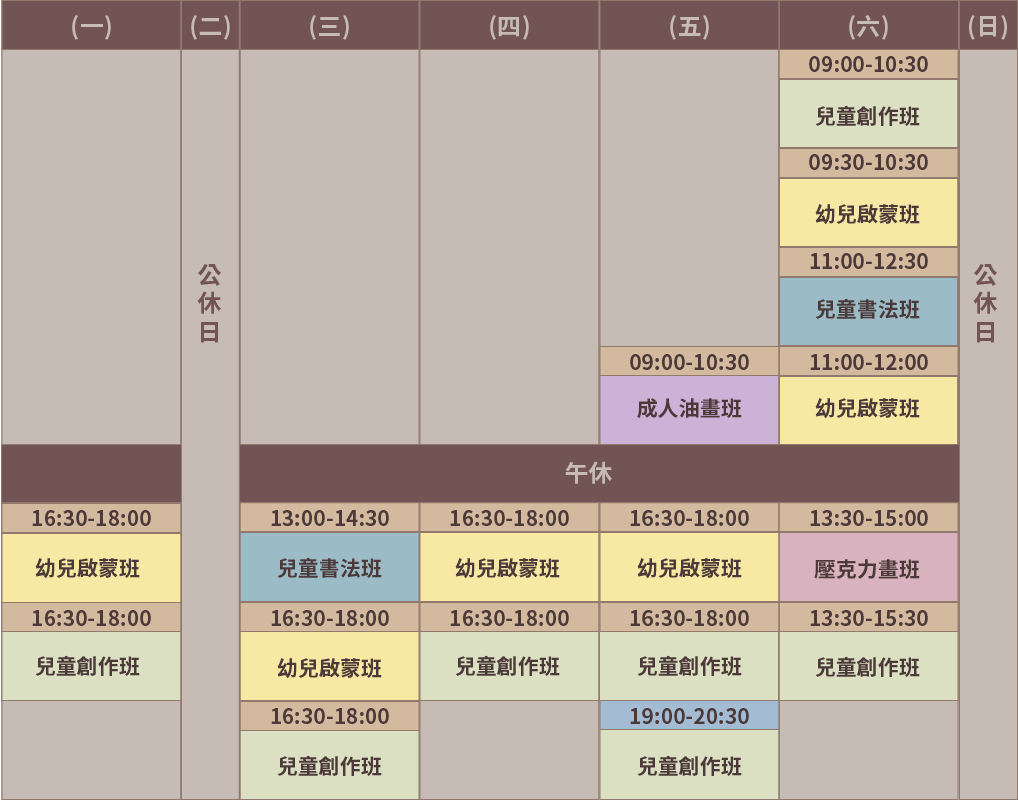 (一) (二) (三) (四) (五) (六) (日)
09:00-10:30
兒童創作班
09:30-10:30
幼兒啟蒙班
11:00-12:30
兒童書法班
公休日 公休日
09:00-10:30 11:00-12:00
成人油畫班 幼兒啟蒙班
午休
16:30-18:00 13:00-14:30 16:30-18:00 16:30-18:00 13:30-15:00
幼兒啟蒙班 兒童書法班 幼兒啟蒙班 幼兒啟蒙班 壓克力畫班
16:30-18:00 16:30-18:00 16:30-18:00 16:30-18:00 13:30-15:30
兒童創作班 幼兒啟蒙班 兒童創作班 兒童創作班 兒童創作班
16:30-18:00 19:00-20:30
兒童創作班 兒童創作班